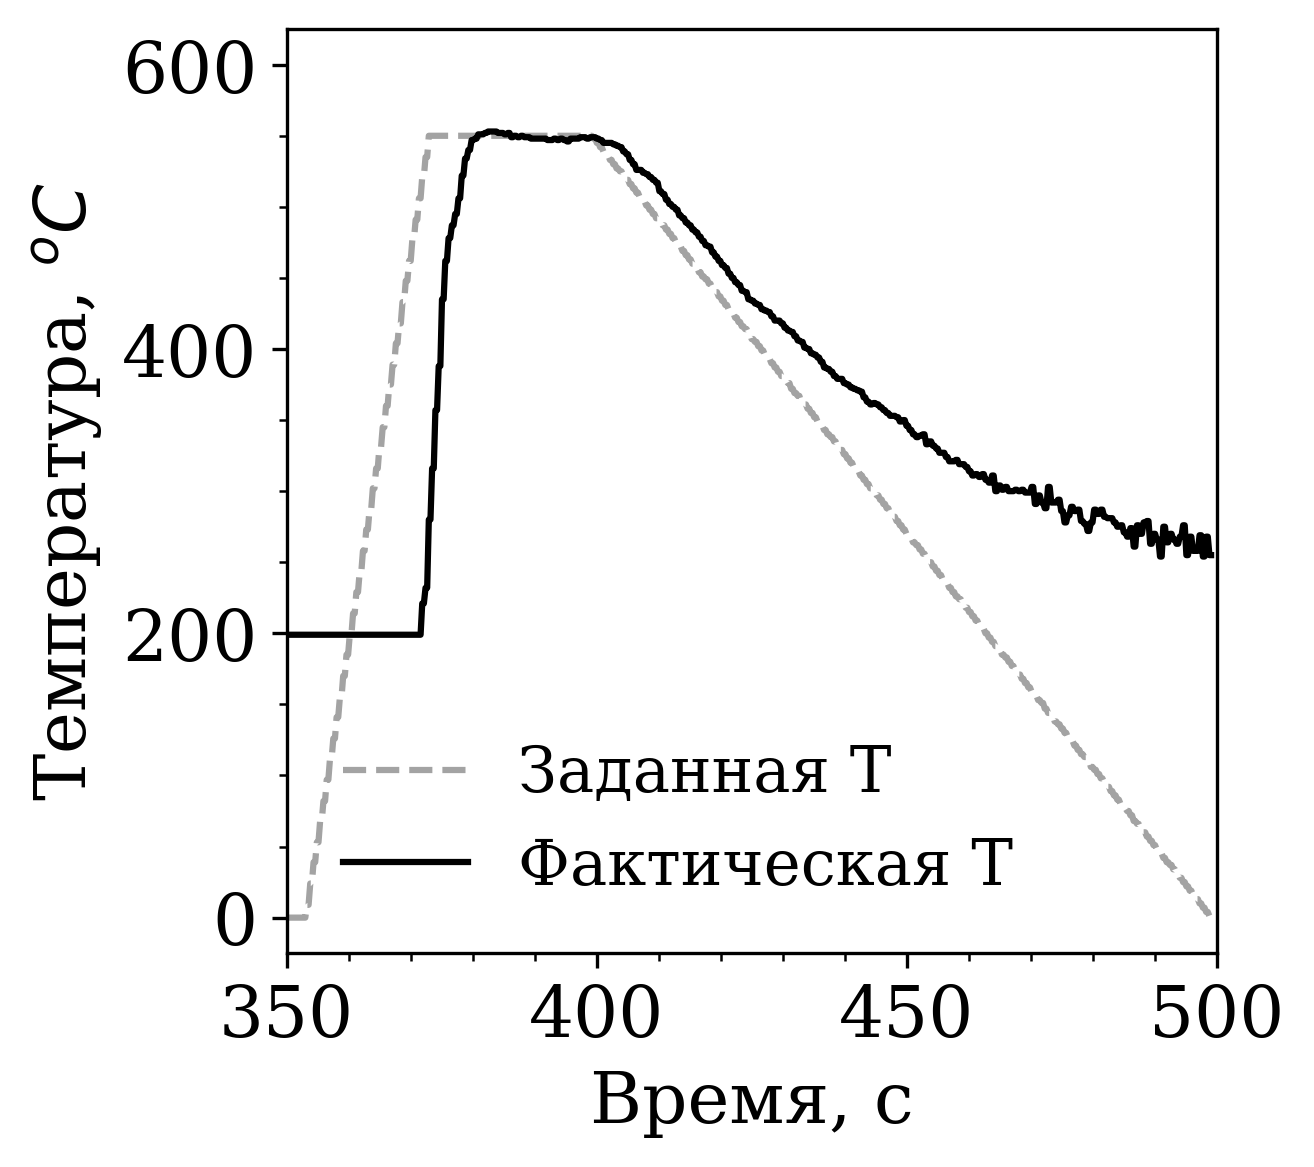 600
400
200
0
Температура, °C
Заданная Т
Фактическая Т
350 400 450 500
Время, с